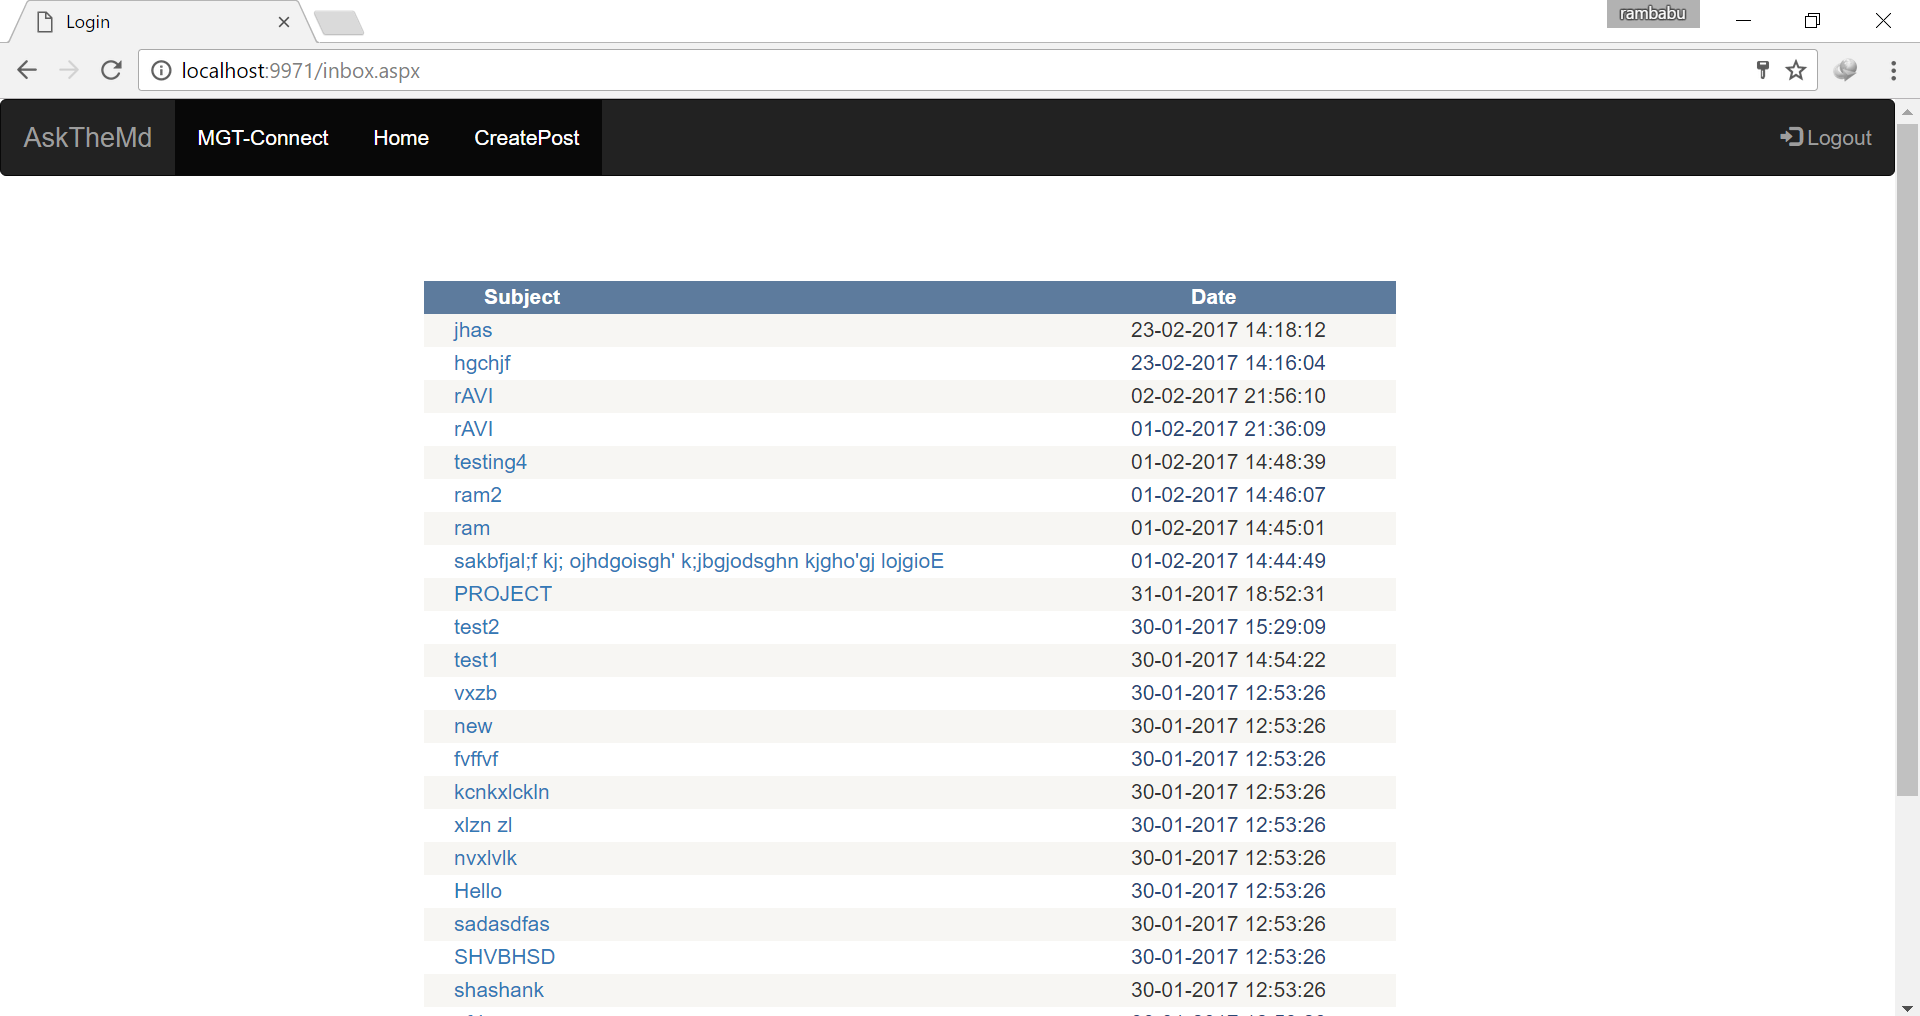 Login
rambabu
localhost:9971/inbox.aspx
AskTheMd MGT-Connect Home CreatePost Logout
Subject Date
jhas 23-02-2017 14:18:12
hgchjf 23-02-2017 14:16:04
rAVI 02-02-2017 21:56:10
rAVI 01-02-2017 21:36:09
testing4 01-02-2017 14:48:39
ram2 01-02-2017 14:46:07
ram 01-02-2017 14:45:01
sakbfjal;f kj; ojhdgoisgh' k;jbgjodsghn kjgho'gj lojgioE 01-02-2017 14:44:49
PROJECT 31-01-2017 18:52:31
test2 30-01-2017 15:29:09
test1 30-01-2017 14:54:22
vxzb 30-01-2017 12:53:26
new 30-01-2017 12:53:26
fvffvf 30-01-2017 12:53:26
kcnkxlckln 30-01-2017 12:53:26
xlzn zl 30-01-2017 12:53:26
nvxlvlk 30-01-2017 12:53:26
Hello 30-01-2017 12:53:26
sadasdfas 30-01-2017 12:53:26
SHVBHSD 30-01-2017 12:53:26
shashank 30-01-2017 12:53:26